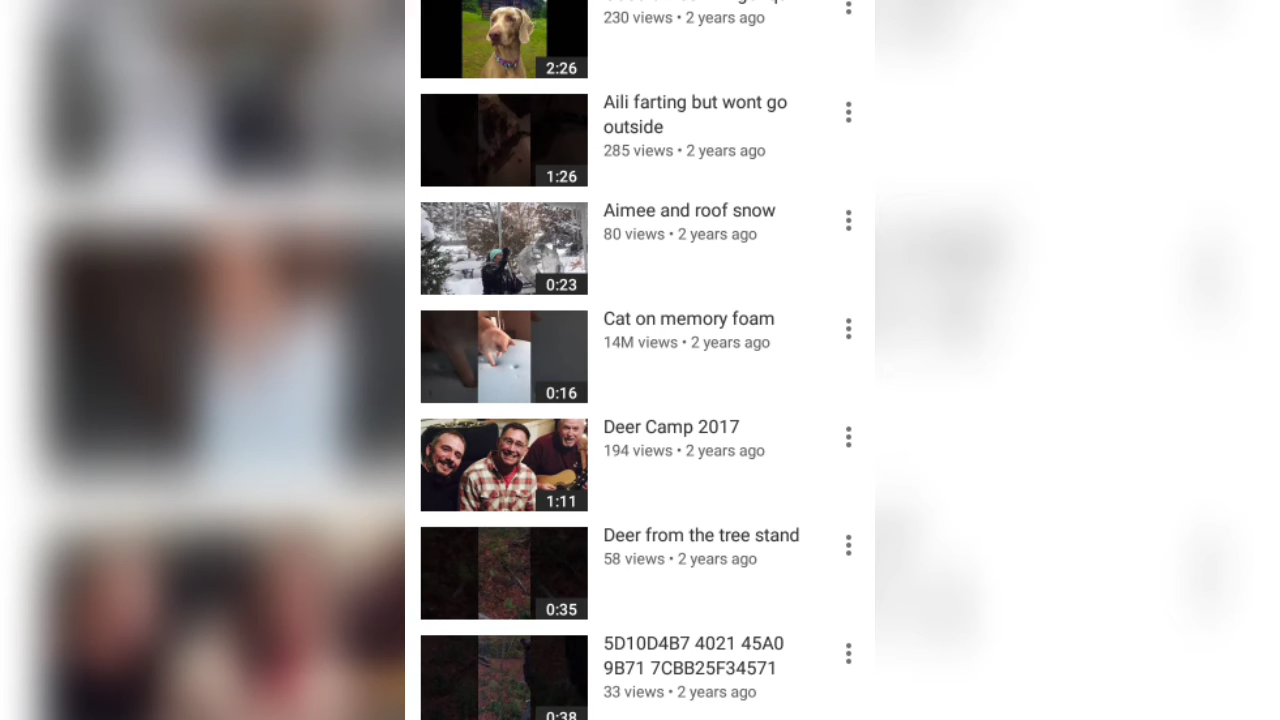 230 views • 2 years ago
2:26
Aili farting but wont go
outside
285 views • 2 years ago
1:26
Aimee and roof snow
80 views • 2 years ago
0:23
Cat on memory foam
14M views • 2 years ago
0:16
Deer Camp 2017
194 views • 2 years ago
1:11
Deer from the tree stand
58 views • 2 years ago
0:35
5D10D4B7 4021 45A0
9B71 7CBB25F34571
33 views • 2 years ago
0:38